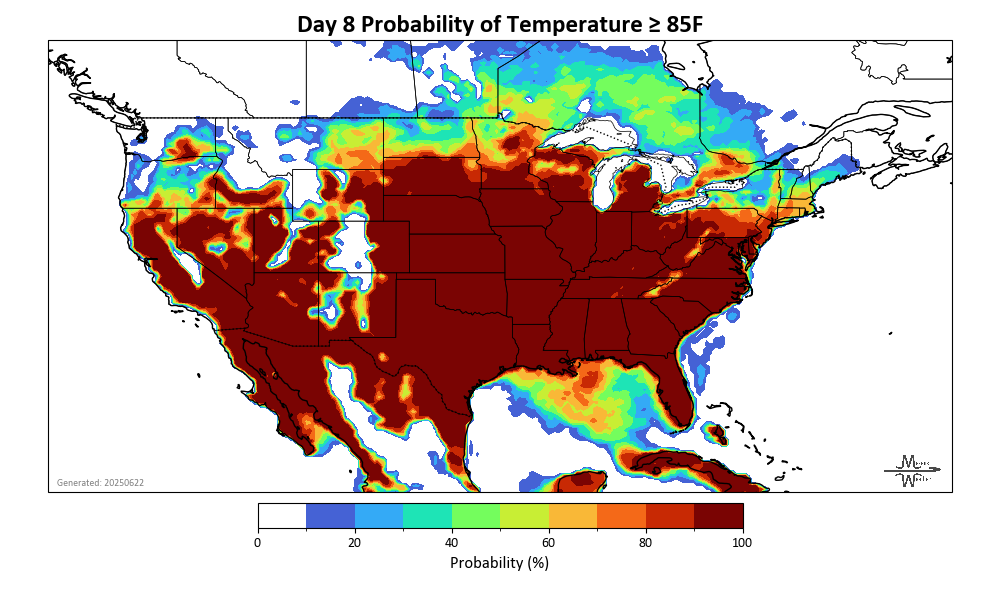 Day 8 Probability of Temperature ≥ 85F
Generated: 20250622
0 20 40 60 80 100
Probability (%)